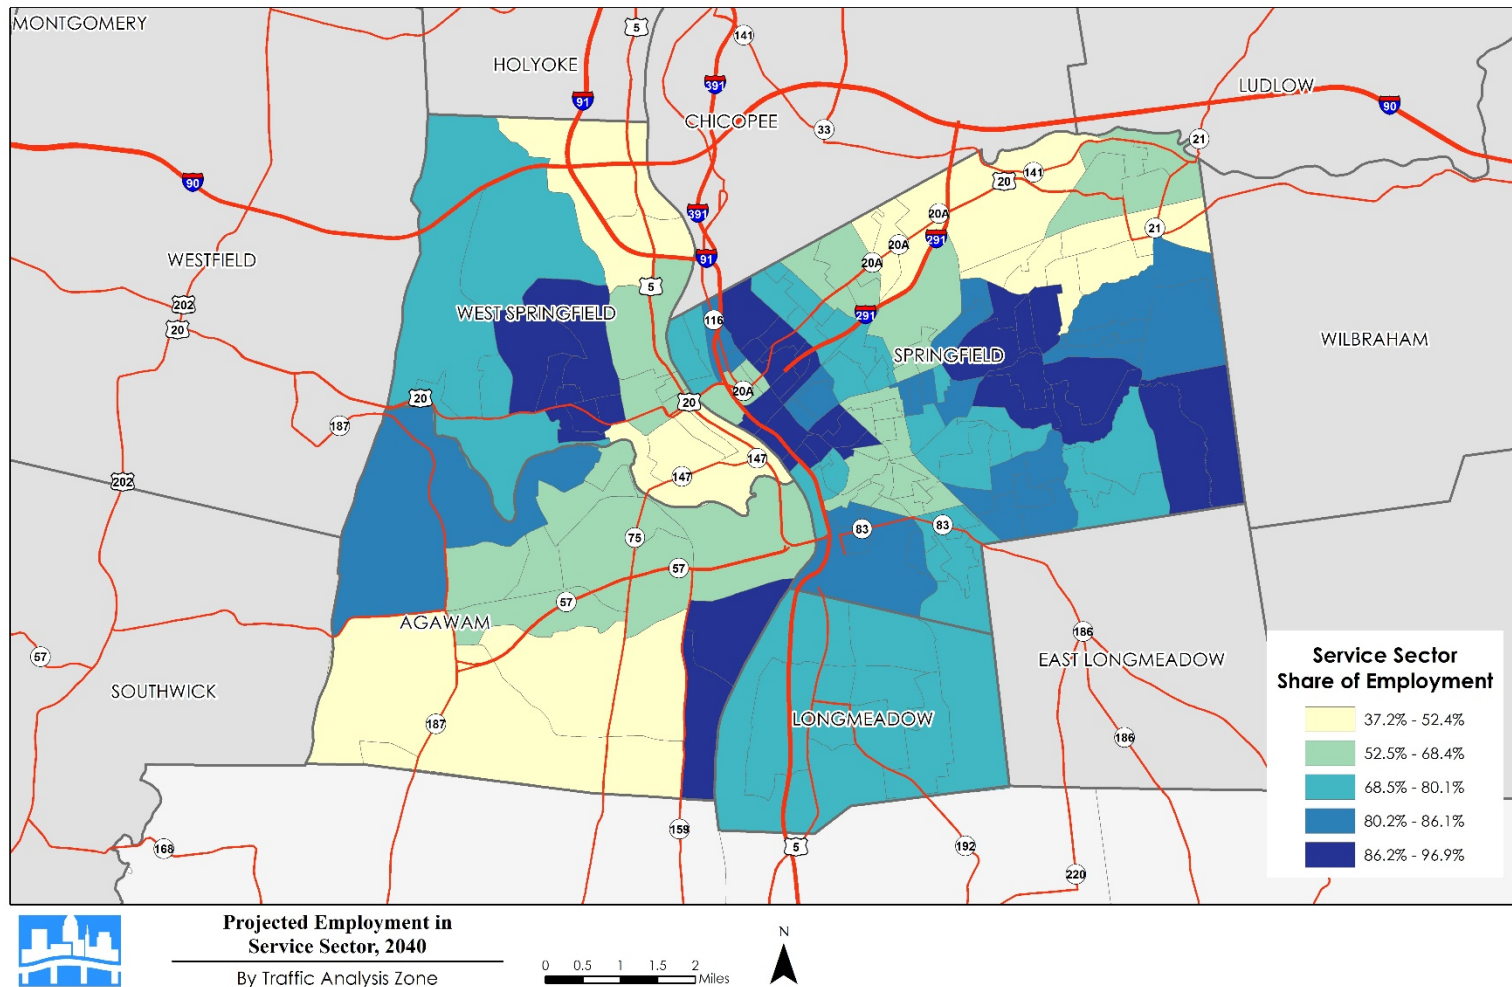 MONTGOMERY
5
141
HOLYOKE
391
LUDLOW
91
90
CHICOPEE
33
21
90
141
20
391
20A
21
20A
291
WESTFIELD
91
20A
5
202
WEST SPRINGFIELD
116
291
20
WILBRAHAM
SPRINGFIELD
20A
20
20
187
147
147
202
83
83
75
57
57
AGAWAM
186
57
EAST LONGMEADOW
SOUTHWICK
LONGMEADOW
187
186
159
5
192
168
220
Service Sector
Share of Employment
37.2% - 52.4%
52.5% - 68.4%
68.5% - 80.1%
80.2% - 86.1%
86.2% - 96.9%
Projected Employment in
Service Sector, 2040
By Traffic Analysis Zone
0 0.5 1 1.5 2
Miles
N